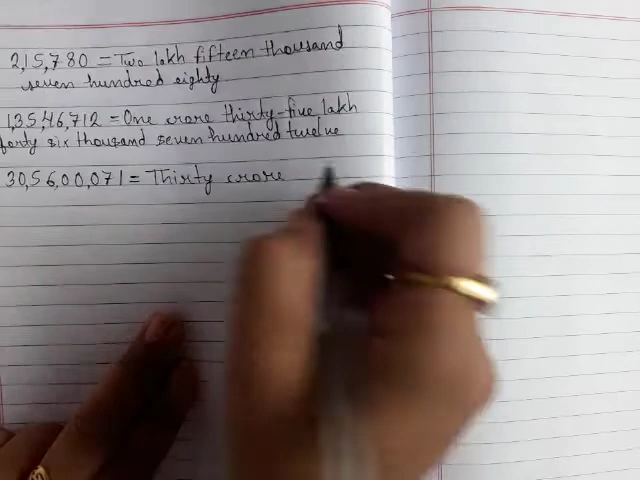 2,15,780 = Two lakh fifteen thousand
seven hundred eighty
1,35,46,712 = One crore thirty-five lakh
forty six thousand seven hundred twelve
30,56,00,071 = Thirty crore